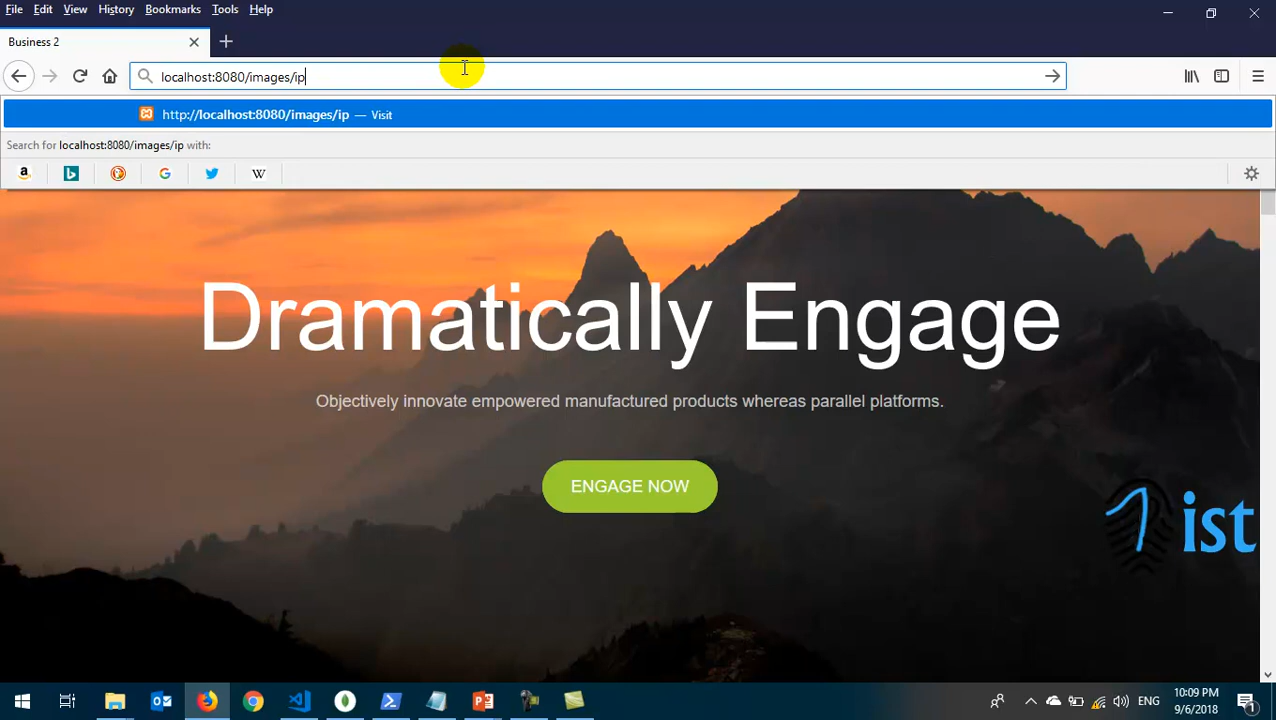 File Edit View History Bookmarks Tools Help
Business 2
localhost:8080/images/ip
http://localhost:8080/images/ip — Visit
Search for localhost:8080/images/ip with:
Dramatically Engage
Objectively innovate empowered manufactured products whereas parallel platforms.
ENGAGE NOW
1ist
ENG
10:09 PM
9/6/2018
1